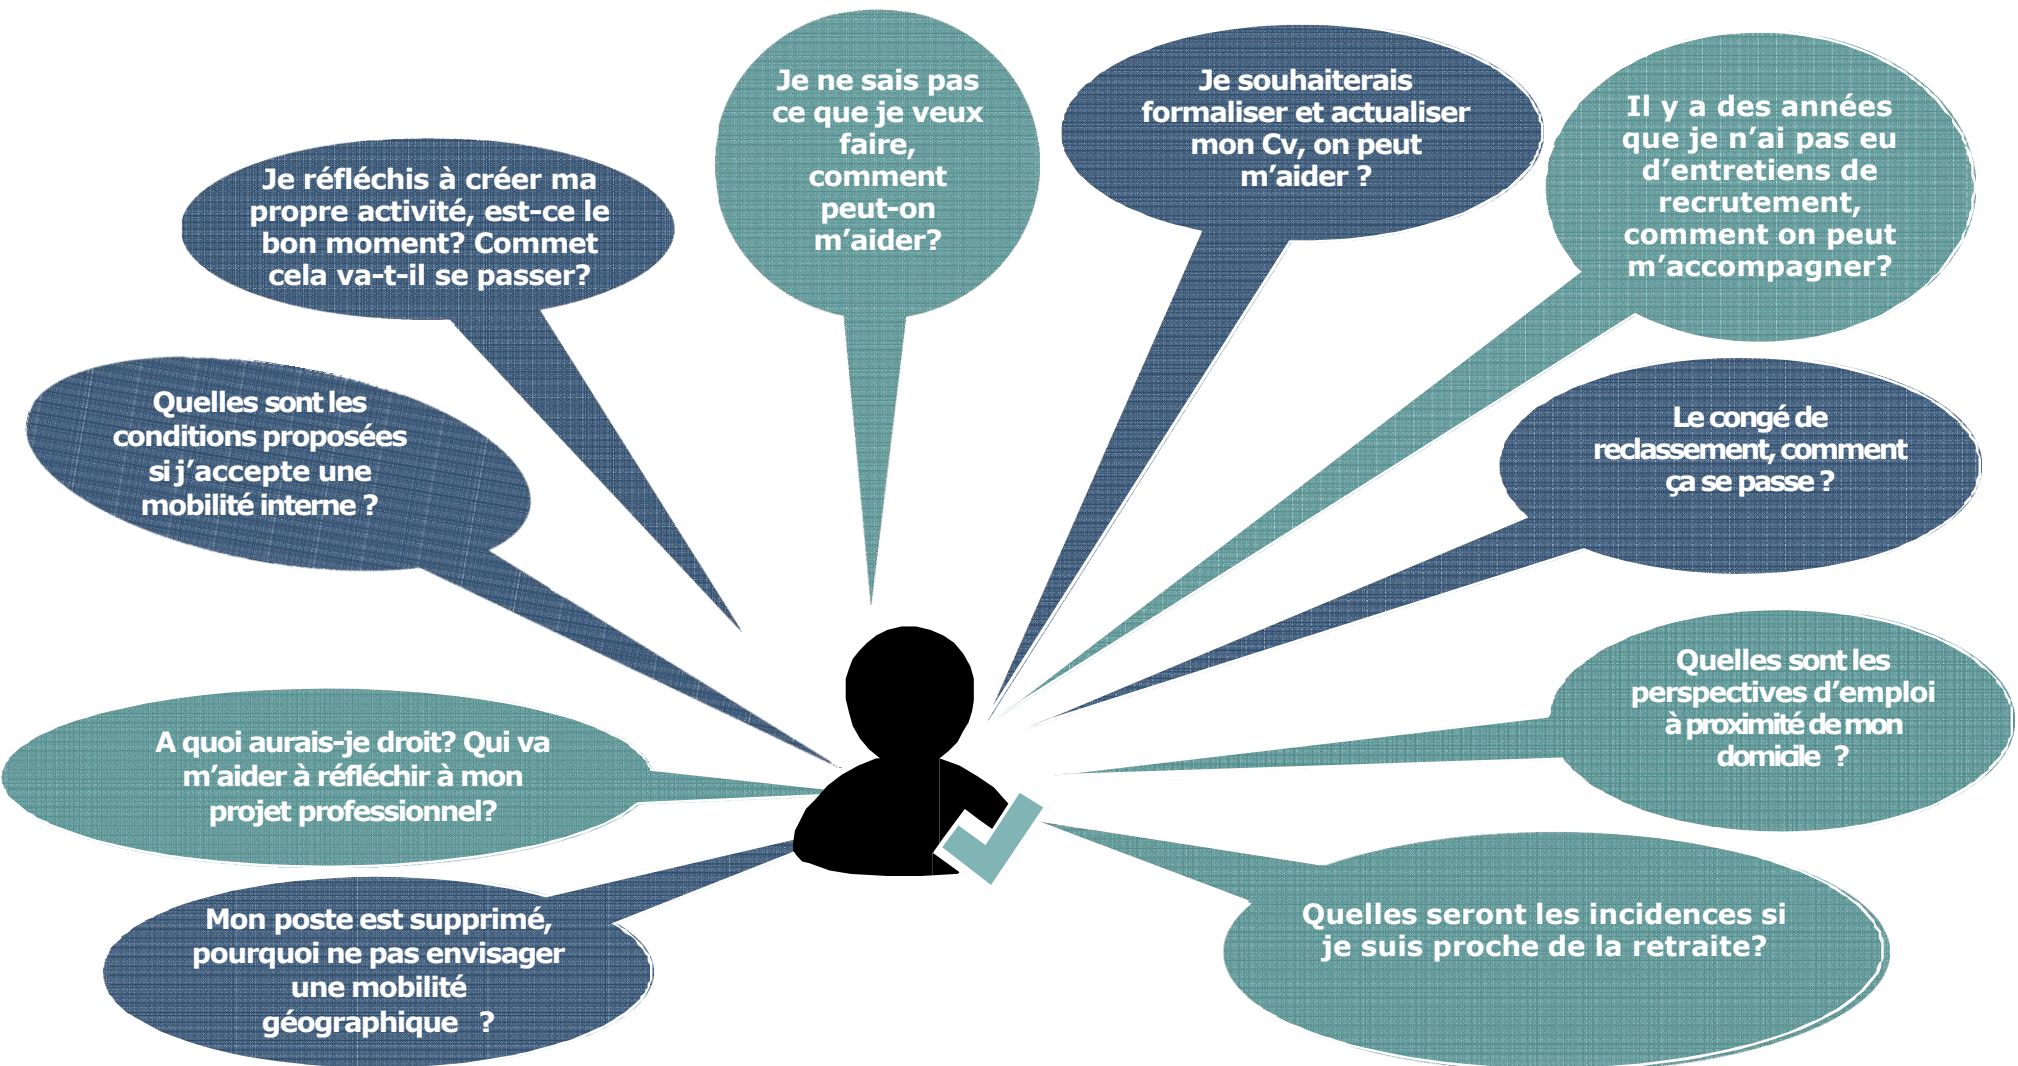 Je ne sais pas
ce que je veux
faire,
comment
peut-on
m’aider?
Je souhaiterais
formaliser et actualiser
mon Cv, on peut
m’aider ?
Il y a des années
que je n’ai pas eu
d’entretiens de
recrutement,
comment on peut
m’accompagner?
Je réfléchis à créer ma
propre activité, est-ce le
bon moment? Commet
cela va-t-il se passer?
Quelles sont les
conditions proposées
si j’accepte une
mobilité interne ?
Le congé de
reclassement, comment
ça se passe ?
Quelles sont les
perspectives d’emploi
à proximité de mon
domicile ?
A quoi aurais-je droit? Qui va
m’aider à réfléchir à mon
projet professionnel?
Mon poste est supprimé,
pourquoi ne pas envisager
une mobilité
géographique ?
Quelles seront les incidences si
je suis proche de la retraite?